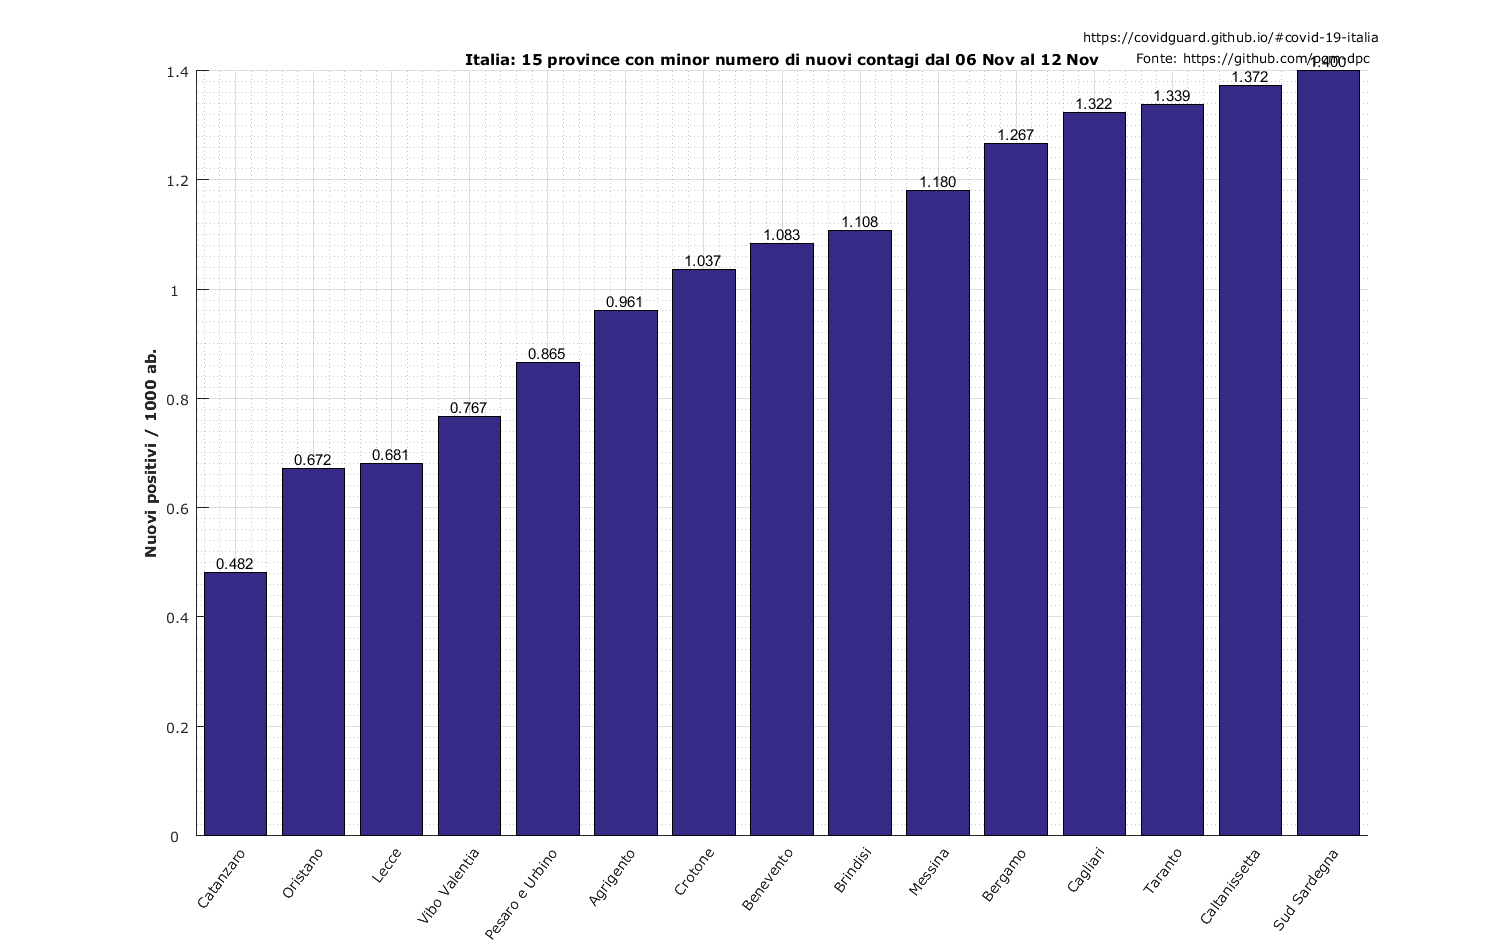 https://covidguard.github.io/#covid-19-italia
Italia: 15 province con minor numero di nuovi contagi dal 06 Nov al 12 Nov
Fonte: https://github.com/pcm-dpc
Nuovi positivi / 1000 ab.
1.4
1.2
1
0.8
0.6
0.4
0.2
0
0.482
0.672
0.681
0.767
0.865
0.961
1.037
1.083
1.108
1.180
1.267
1.322
1.339
1.372
1.400
Catanzaro
Oristano
Lecce
Vibo Valentia
Pesaro e Urbino
Agrigento
Crotone
Benevento
Brindisi
Messina
Bergamo
Cagliari
Taranto
Caltanissetta
Sud Sardegna